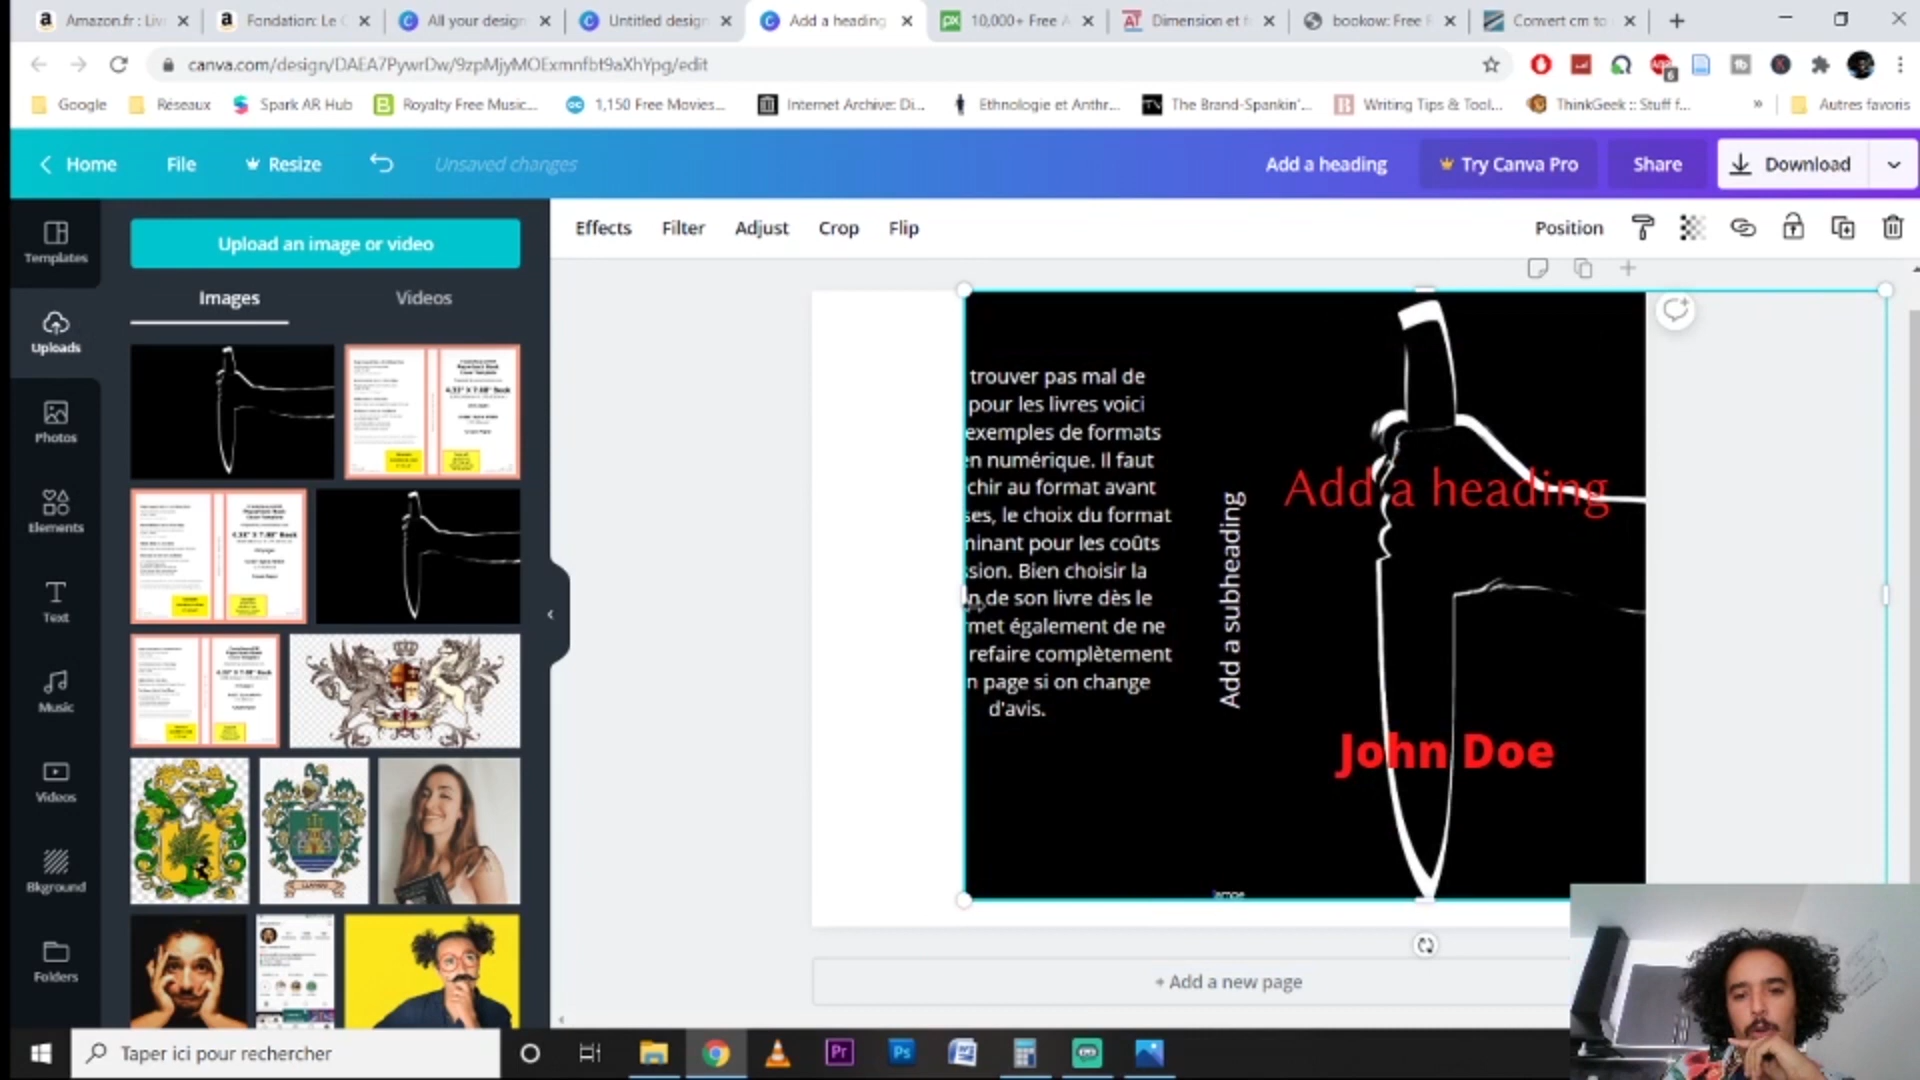 Amazon.fr : Liv
Fondation: Le C
All your design
Untitled design
Add a heading
10,000+ Free A
Dimension et f
bookow: Free
Convert cm to
canva.com/design/DAEA7PywrDw/9zpMjyMOExmnfbt9aXhYpg/edit
Google
Réseaux
Spark AR Hub
Royalty Free Music...
1,150 Free Movies...
Internet Archive: Di...
Ethnologie et Anthr...
The Brand-Spankin'...
Writing Tips & Tool...
ThinkGeek :: Stuff f...
»
Autres favoris
Home
File
Resize
Unsaved changes
Add a heading
Try Canva Pro
Share
Download
Templates
Uploads
Photos
Elements
Text
Music
Videos
Bkground
Folders
Upload an image or video
Images
Videos
Effects
Filter
Adjust
Crop
Flip
Position
trouver pas mal de
pour les livres voici
exemples de formats
en numérique. Il faut
chir au format avant
ses, le choix du format
minant pour les coûts
ssion. Bien choisir la
n de son livre dès le
rmet également de ne
refaire complètement
n page si on change
d'avis.
Add a subheading
Add a heading
John Doe
+ Add a new page
Taper ici pour rechercher
Pr
Ps